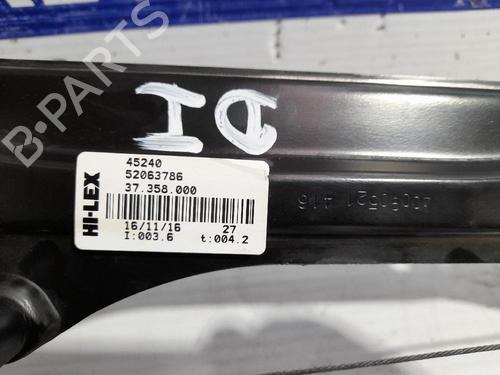 B-PARTS
IA
HI-LEX
45240
52063786
37.358.000
16/11/16 27
I:003.6 t:004.2